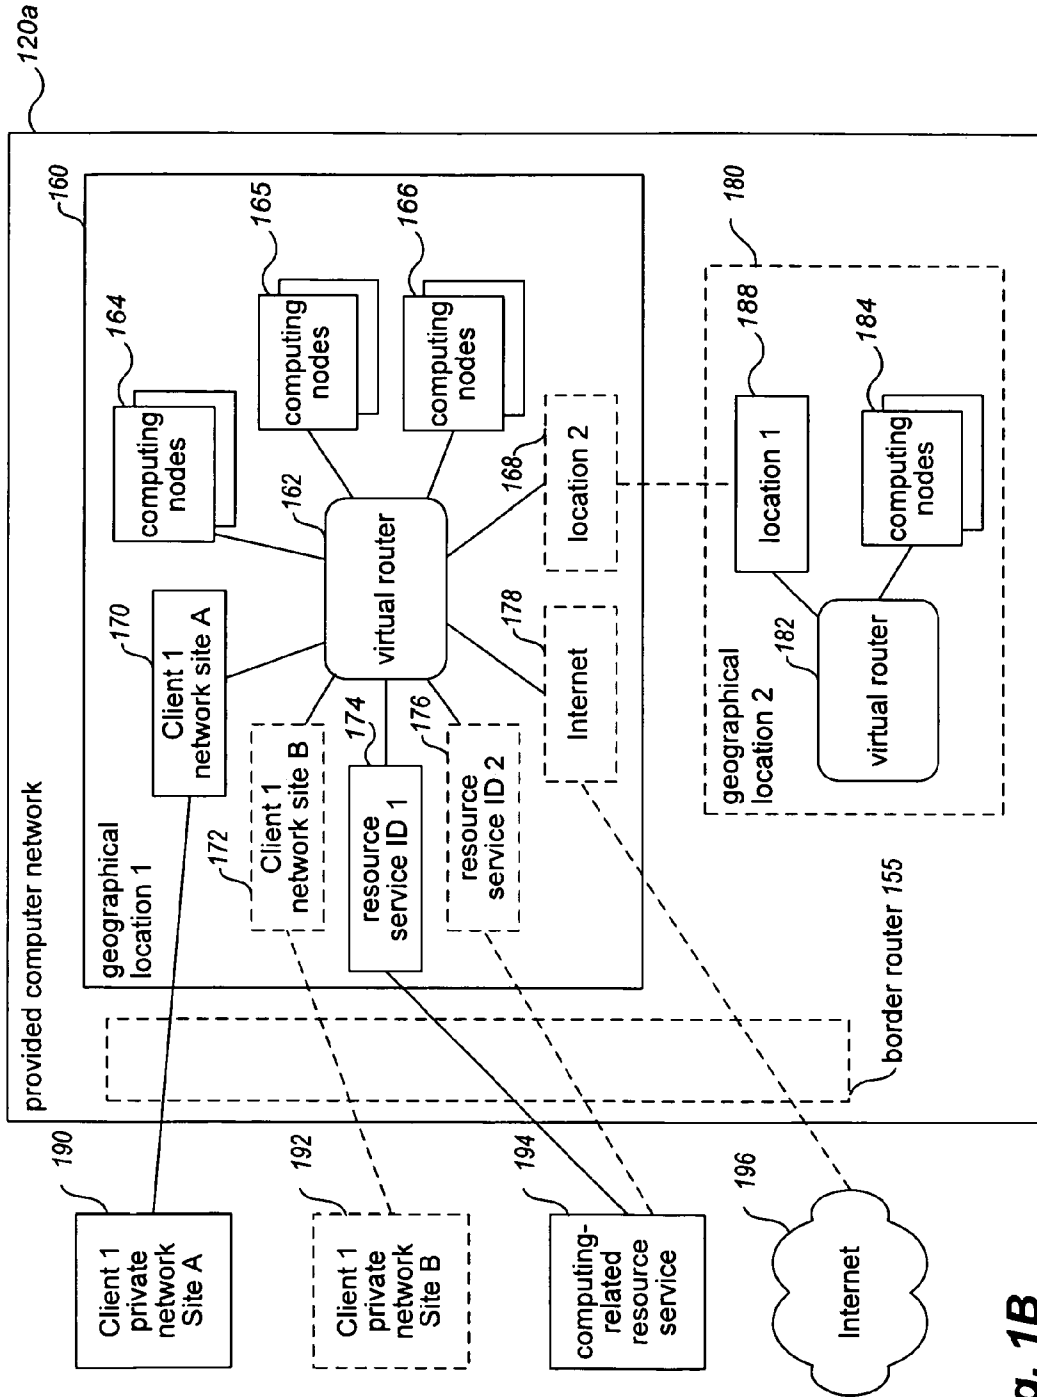 120a
provided computer network
160
geographical
location 1
164
computing
nodes
165
computing
nodes
166
computing
nodes
170
Client 1
network site A
162
virtual router
172
Client 1
network site B
174
resource
service ID 1
176
resource
service ID 2
178
Internet
168
location 2
180
geographical
location 2
188
location 1
184
computing
nodes
182
virtual router
border router 155
190
Client 1
private
network
Site A
192
Client 1
private
network
Site B
194
computing-
related
resource
service
196
Internet
g. 1B